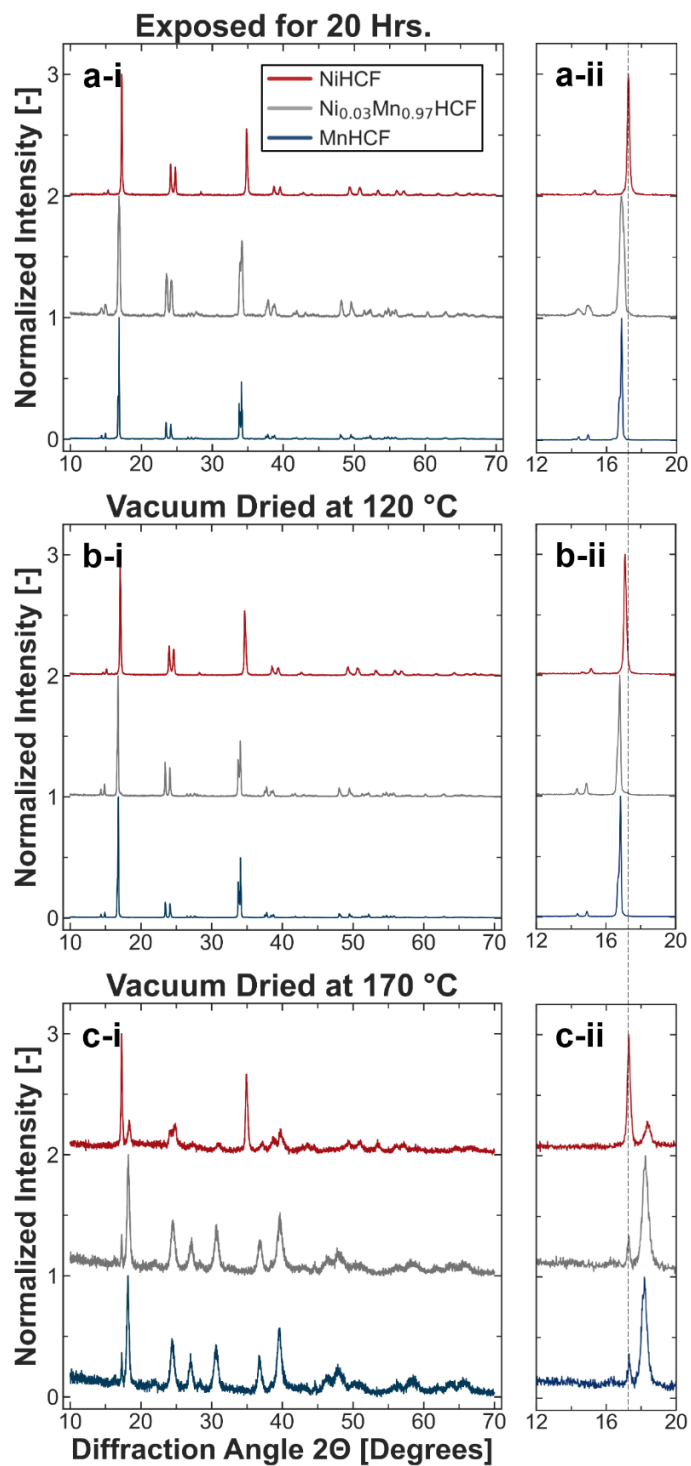 Exposed for 20 Hrs.
a-i
NiHCF
Ni0.03Mn0.97HCF
MnHCF
a-ii
Normalized Intensity [-]
3
2
1
0
10 20 30 40 50 60 70
12 16 20
Vacuum Dried at 120 °C
b-i
b-ii
Normalized Intensity [-]
3
2
1
0
10 20 30 40 50 60 70
12 16 20
Vacuum Dried at 170 °C
c-i
c-ii
Normalized Intensity [-]
3
2
1
0
10 20 30 40 50 60 70
12 16 20
Diffraction Angle 2Θ [Degrees]